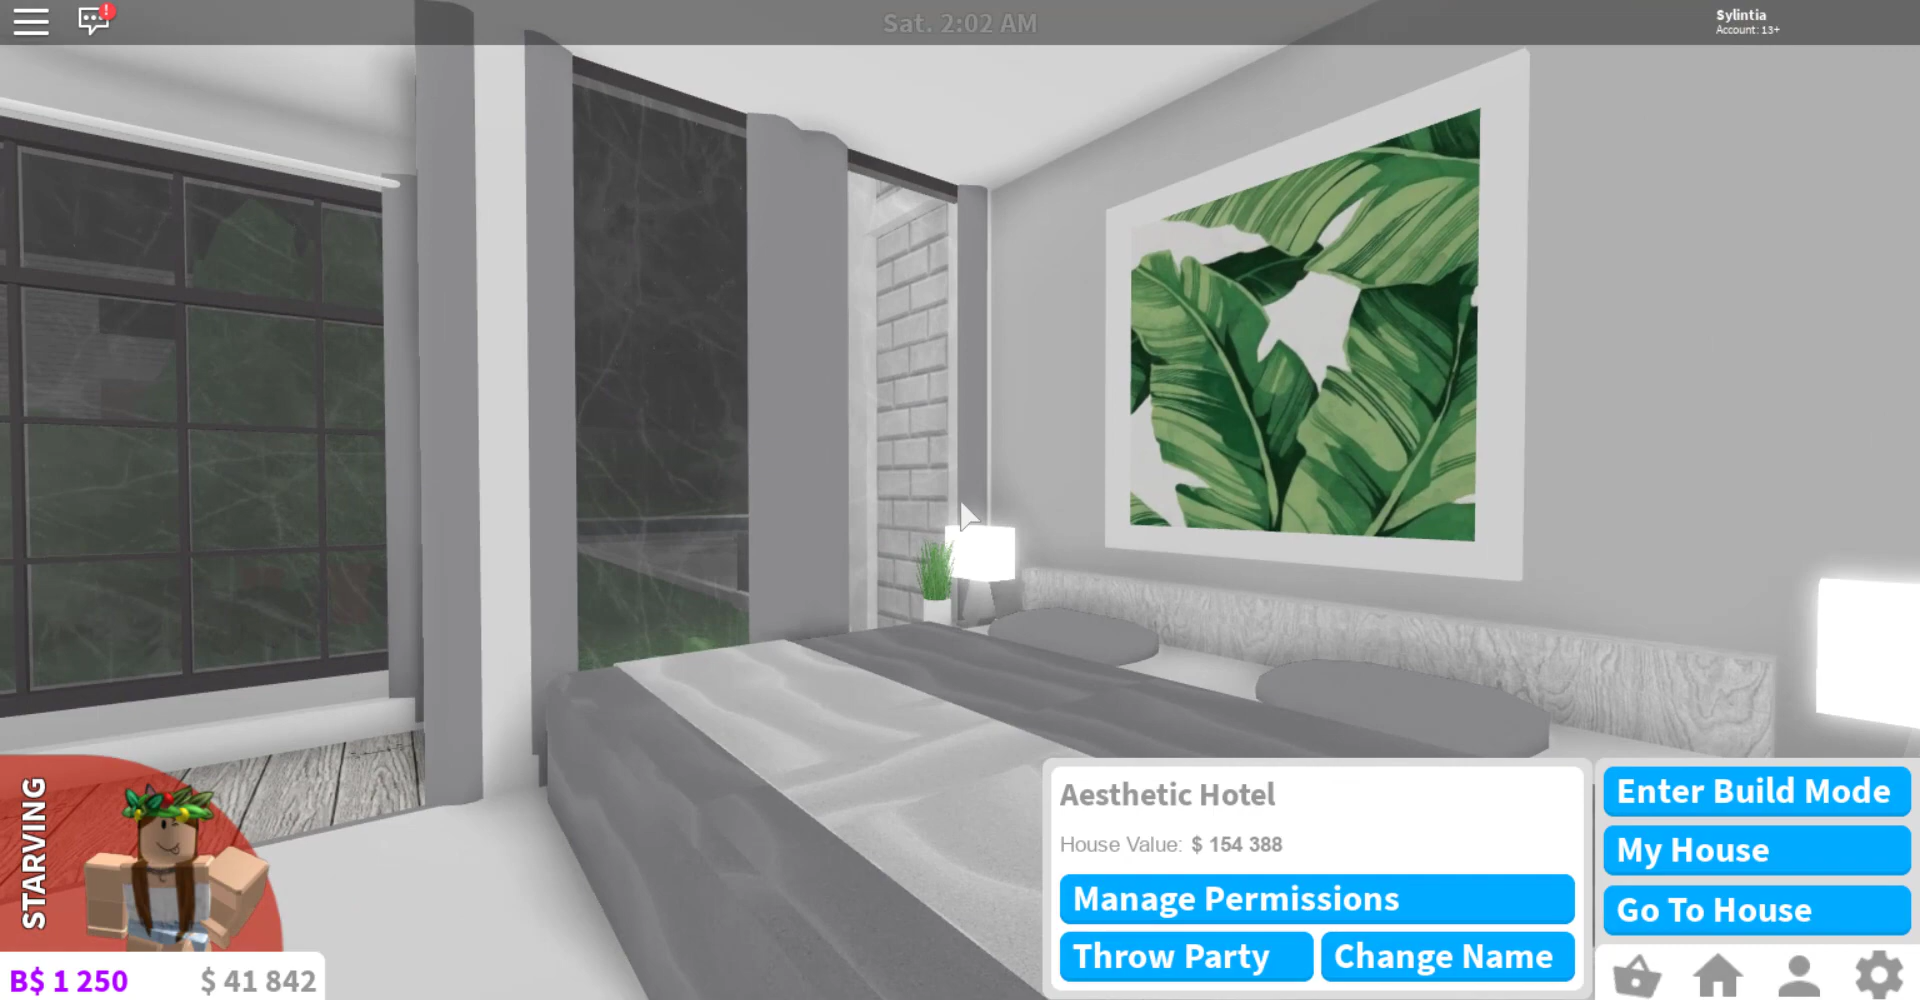 Sat. 2:02 AM
Sylintia
Account: 13+
!
STARVING
B$ 1 250
$ 41 842
Aesthetic Hotel
House Value: $ 154 388
Manage Permissions
Throw Party
Change Name
Enter Build Mode
My House
Go To House